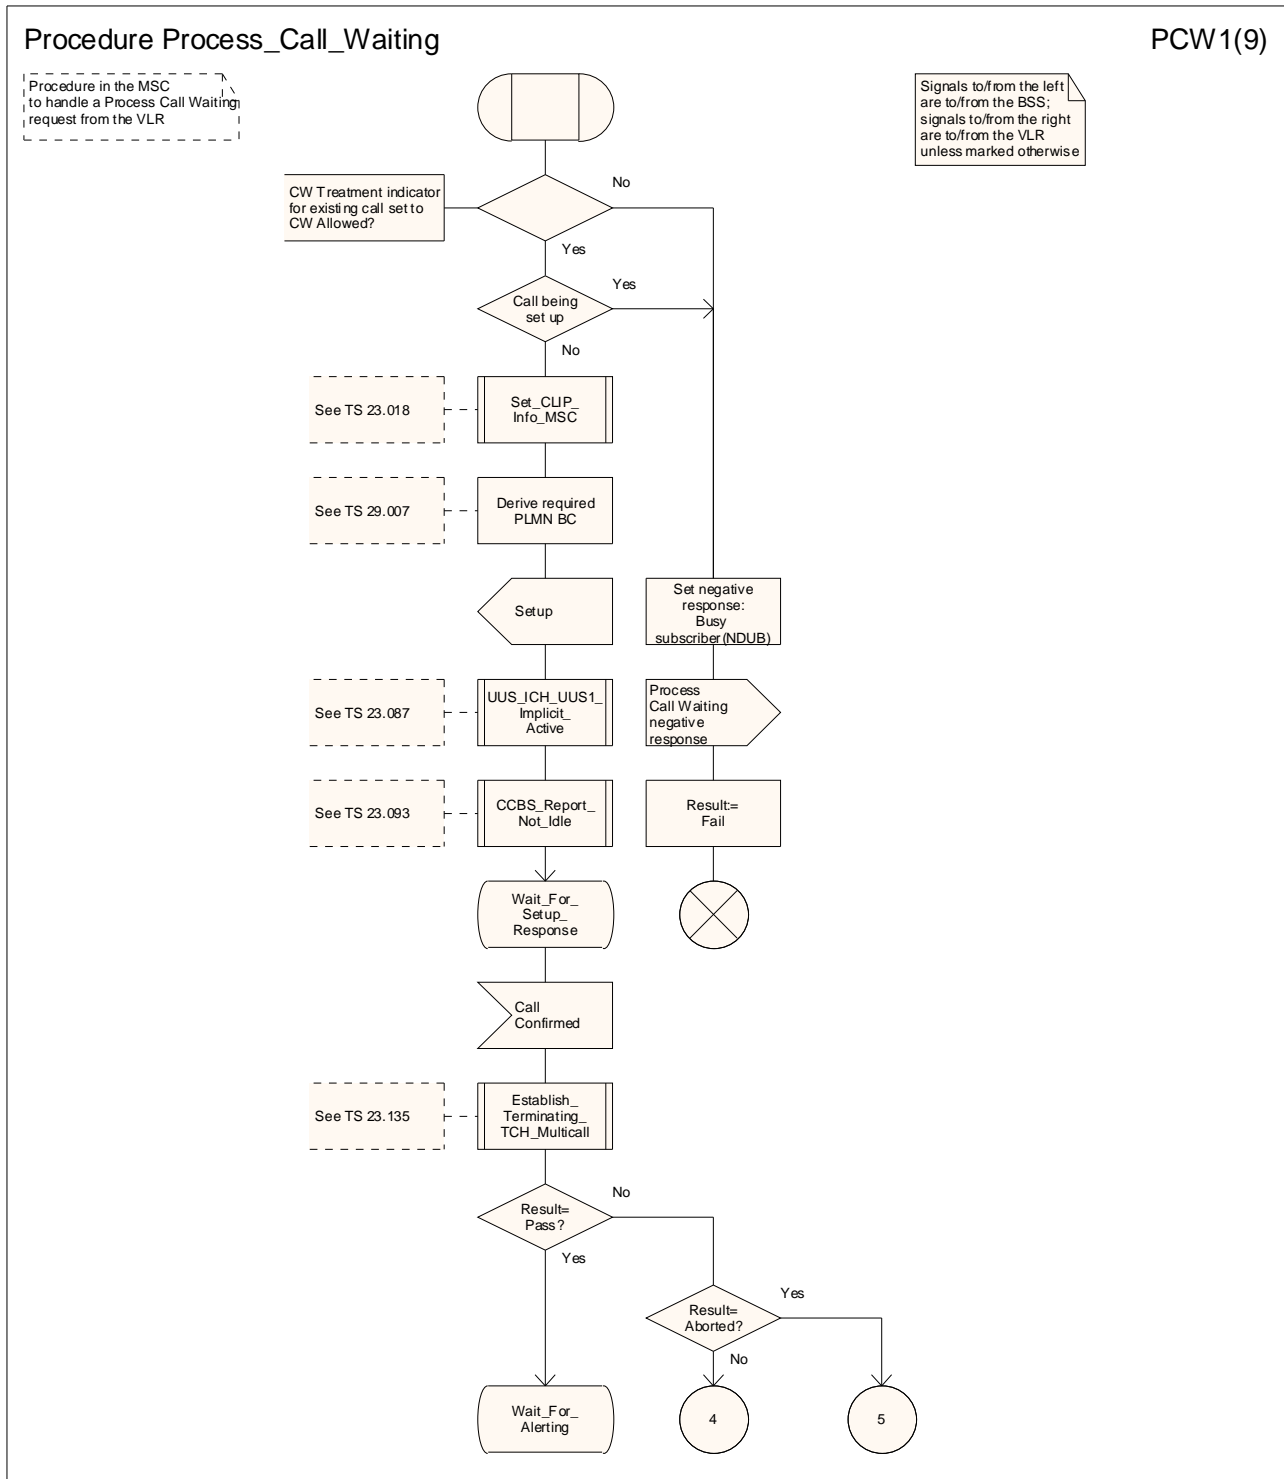 Procedure Process_Call_Waiting
PCW1(9)
Procedure in the MSC
to handle a Process Call Waiting
request from the VLR
Signals to/from the left
are to/from the BSS;
signals to/from the right
are to/from the VLR
unless marked otherwise
CW Treatment indicator
for existing call set to
CW Allowed?
No
Yes
Call being
set up
Yes
No
See TS 23.018
Set_CLIP_
Info_MSC
See TS 29.007
Derive required
PLMN BC
Setup
Set negative
response:
Busy
subscriber(NDUB)
See TS 23.087
UUS_ICH_UUS1_
Implicit_
Active
Process
Call Waiting
negative
response
See TS 23.093
CCBS_Report_
Not_Idle
Result:=
Fail
Wait_For_
Setup_
Response
Call
Confirmed
See TS 23.135
Establish_
Terminating_
TCH_Multicall
Result=
Pass?
No
Yes
Result=
Aborted?
Yes
No
Wait_For_
Alerting
4
5